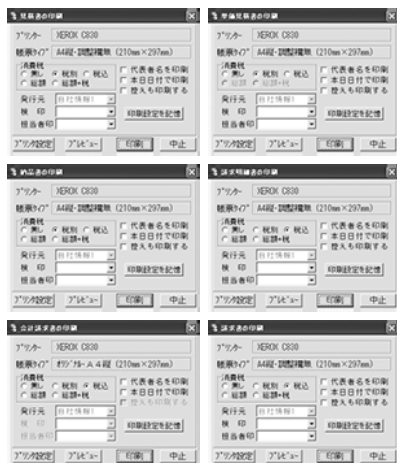 見積書の印刷
プリンター XEROX C830
帳票タイプ A4縦・調整欄無 (210mm×297mm)
消費税
無し 税別 税込
総額 総額+税
代表者名を印刷
本日日付で印刷
控えも印刷する
発行元 自社情報1
検印
担当者印
印刷設定を記憶
プリンタ設定 プレビュー 印刷 中止
単価見積書の印刷
プリンター XEROX C830
帳票タイプ A4縦・調整欄無 (210mm×297mm)
消費税
無し 税別 税込
総額 総額+税
代表者名を印刷
本日日付で印刷
控えも印刷する
発行元 自社情報1
検印
担当者印
印刷設定を記憶
プリンタ設定 プレビュー 印刷 中止
納品書の印刷
プリンター XEROX C830
帳票タイプ A4縦・調整欄無 (210mm×297mm)
消費税
無し 税別 税込
総額 総額+税
代表者名を印刷
本日日付で印刷
控えも印刷する
発行元 自社情報1
検印
担当者印
印刷設定を記憶
プリンタ設定 プレビュー 印刷 中止
請求明細書の印刷
プリンター XEROX C830
帳票タイプ A4縦・調整欄無 (210mm×297mm)
消費税
無し 税別 税込
総額 総額+税
代表者名を印刷
本日日付で印刷
控えも印刷する
発行元 自社情報1
検印
担当者印
印刷設定を記憶
プリンタ設定 プレビュー 印刷 中止
合計請求書の印刷
プリンター XEROX C830
帳票タイプ オリジナル-A4縦 (210mm×297mm)
消費税
無し 税別 税込
総額 総額+税
代表者名を印刷
本日日付で印刷
控えも印刷する
発行元 自社情報1
検印
担当者印
印刷設定を記憶
プリンタ設定 プレビュー 印刷 中止
請求書の印刷
プリンター XEROX C830
帳票タイプ A4縦・調整欄無 (210mm×297mm)
消費税
無し 税別 税込
総額 総額+税
代表者名を印刷
本日日付で印刷
控えも印刷する
発行元 自社情報1
検印
担当者印
印刷設定を記憶
プリンタ設定 プレビュー 印刷 中止